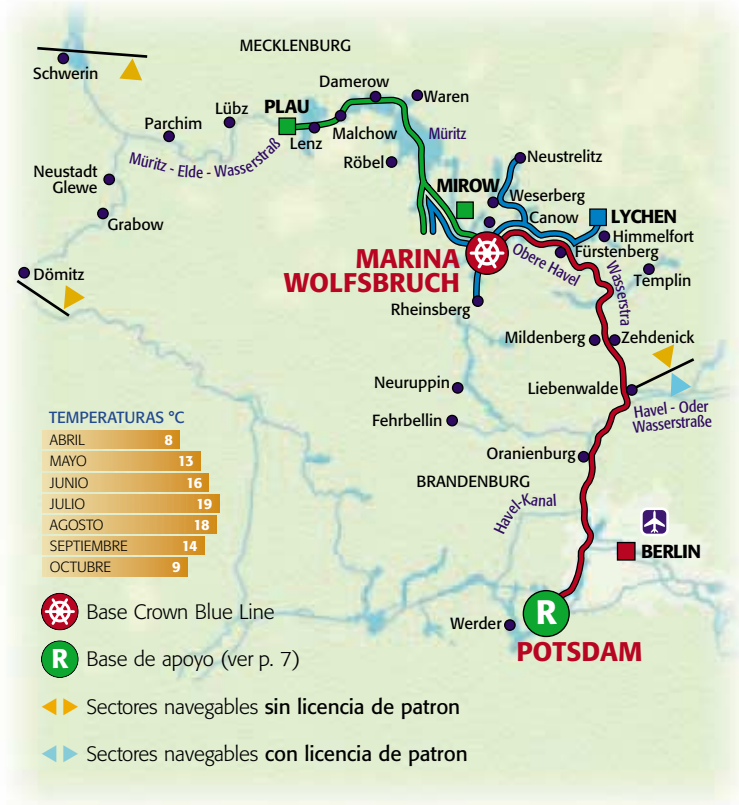 MECKLENBURG
Schwerin
Damerow
Waren
Lübz
PLAU
Parchim
Lenz
Malchow
Müritz
Müritz - Elde - Wasserstraß
Röbel
Neustrelitz
Neustadt
Glewe
MIROW
Weserberg
Grabow
Canow
LYCHEN
Himmelfort
MARINA
WOLFSBRUCH
Obere Havel
Fürstenberg
Wasserstra
Dömitz
Templin
Rheinsberg
Mildenberg
Zehdenick
Neuruppin
Liebenwalde
Havel - Oder
Wasserstraße
Fehrbellin
Oranienburg
BRANDENBURG
Havel-Kanal
BERLIN
TEMPERATURAS °C
ABRIL 8
MAYO 13
JUNIO 16
JULIO 19
AGOSTO 18
SEPTIEMBRE 14
OCTUBRE 9
Werder
R
POTSDAM
Base Crown Blue Line
R Base de apoyo (ver p. 7)
Sectores navegables sin licencia de patron
Sectores navegables con licencia de patron